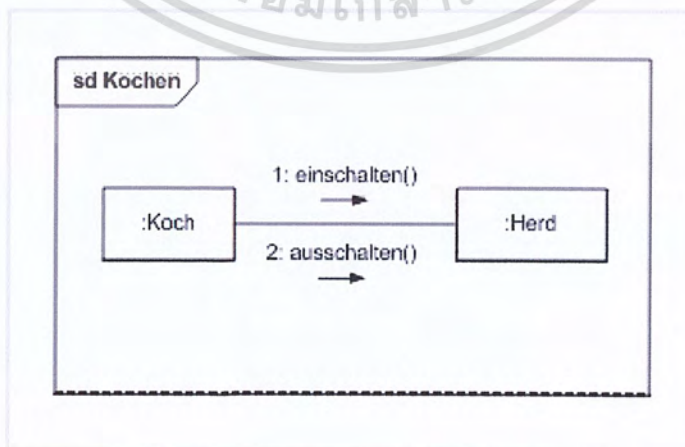 sd Kochen
1: einschalten()
:Koch
:Herd
2: ausschalten()